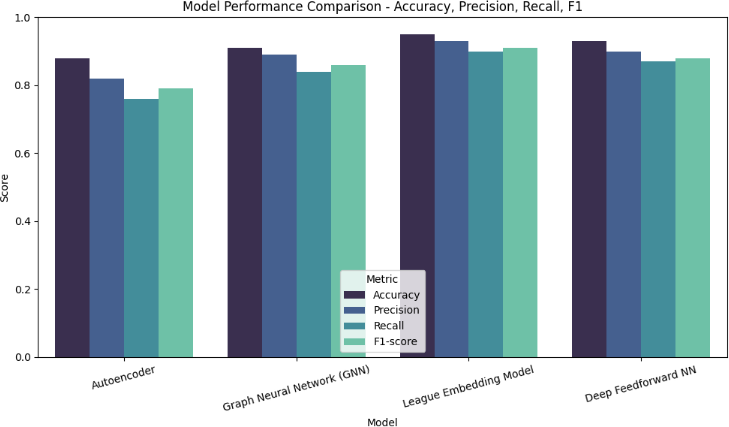 Model Performance Comparison - Accuracy, Precision, Recall, F1
1.0
0.8
0.6
0.4
0.2
0.0
Score
Metric
Accuracy
Precision
Recall
F1-score
Autoencoder
Graph Neural Network (GNN)
League Embedding Model
Deep Feedforward NN
Model